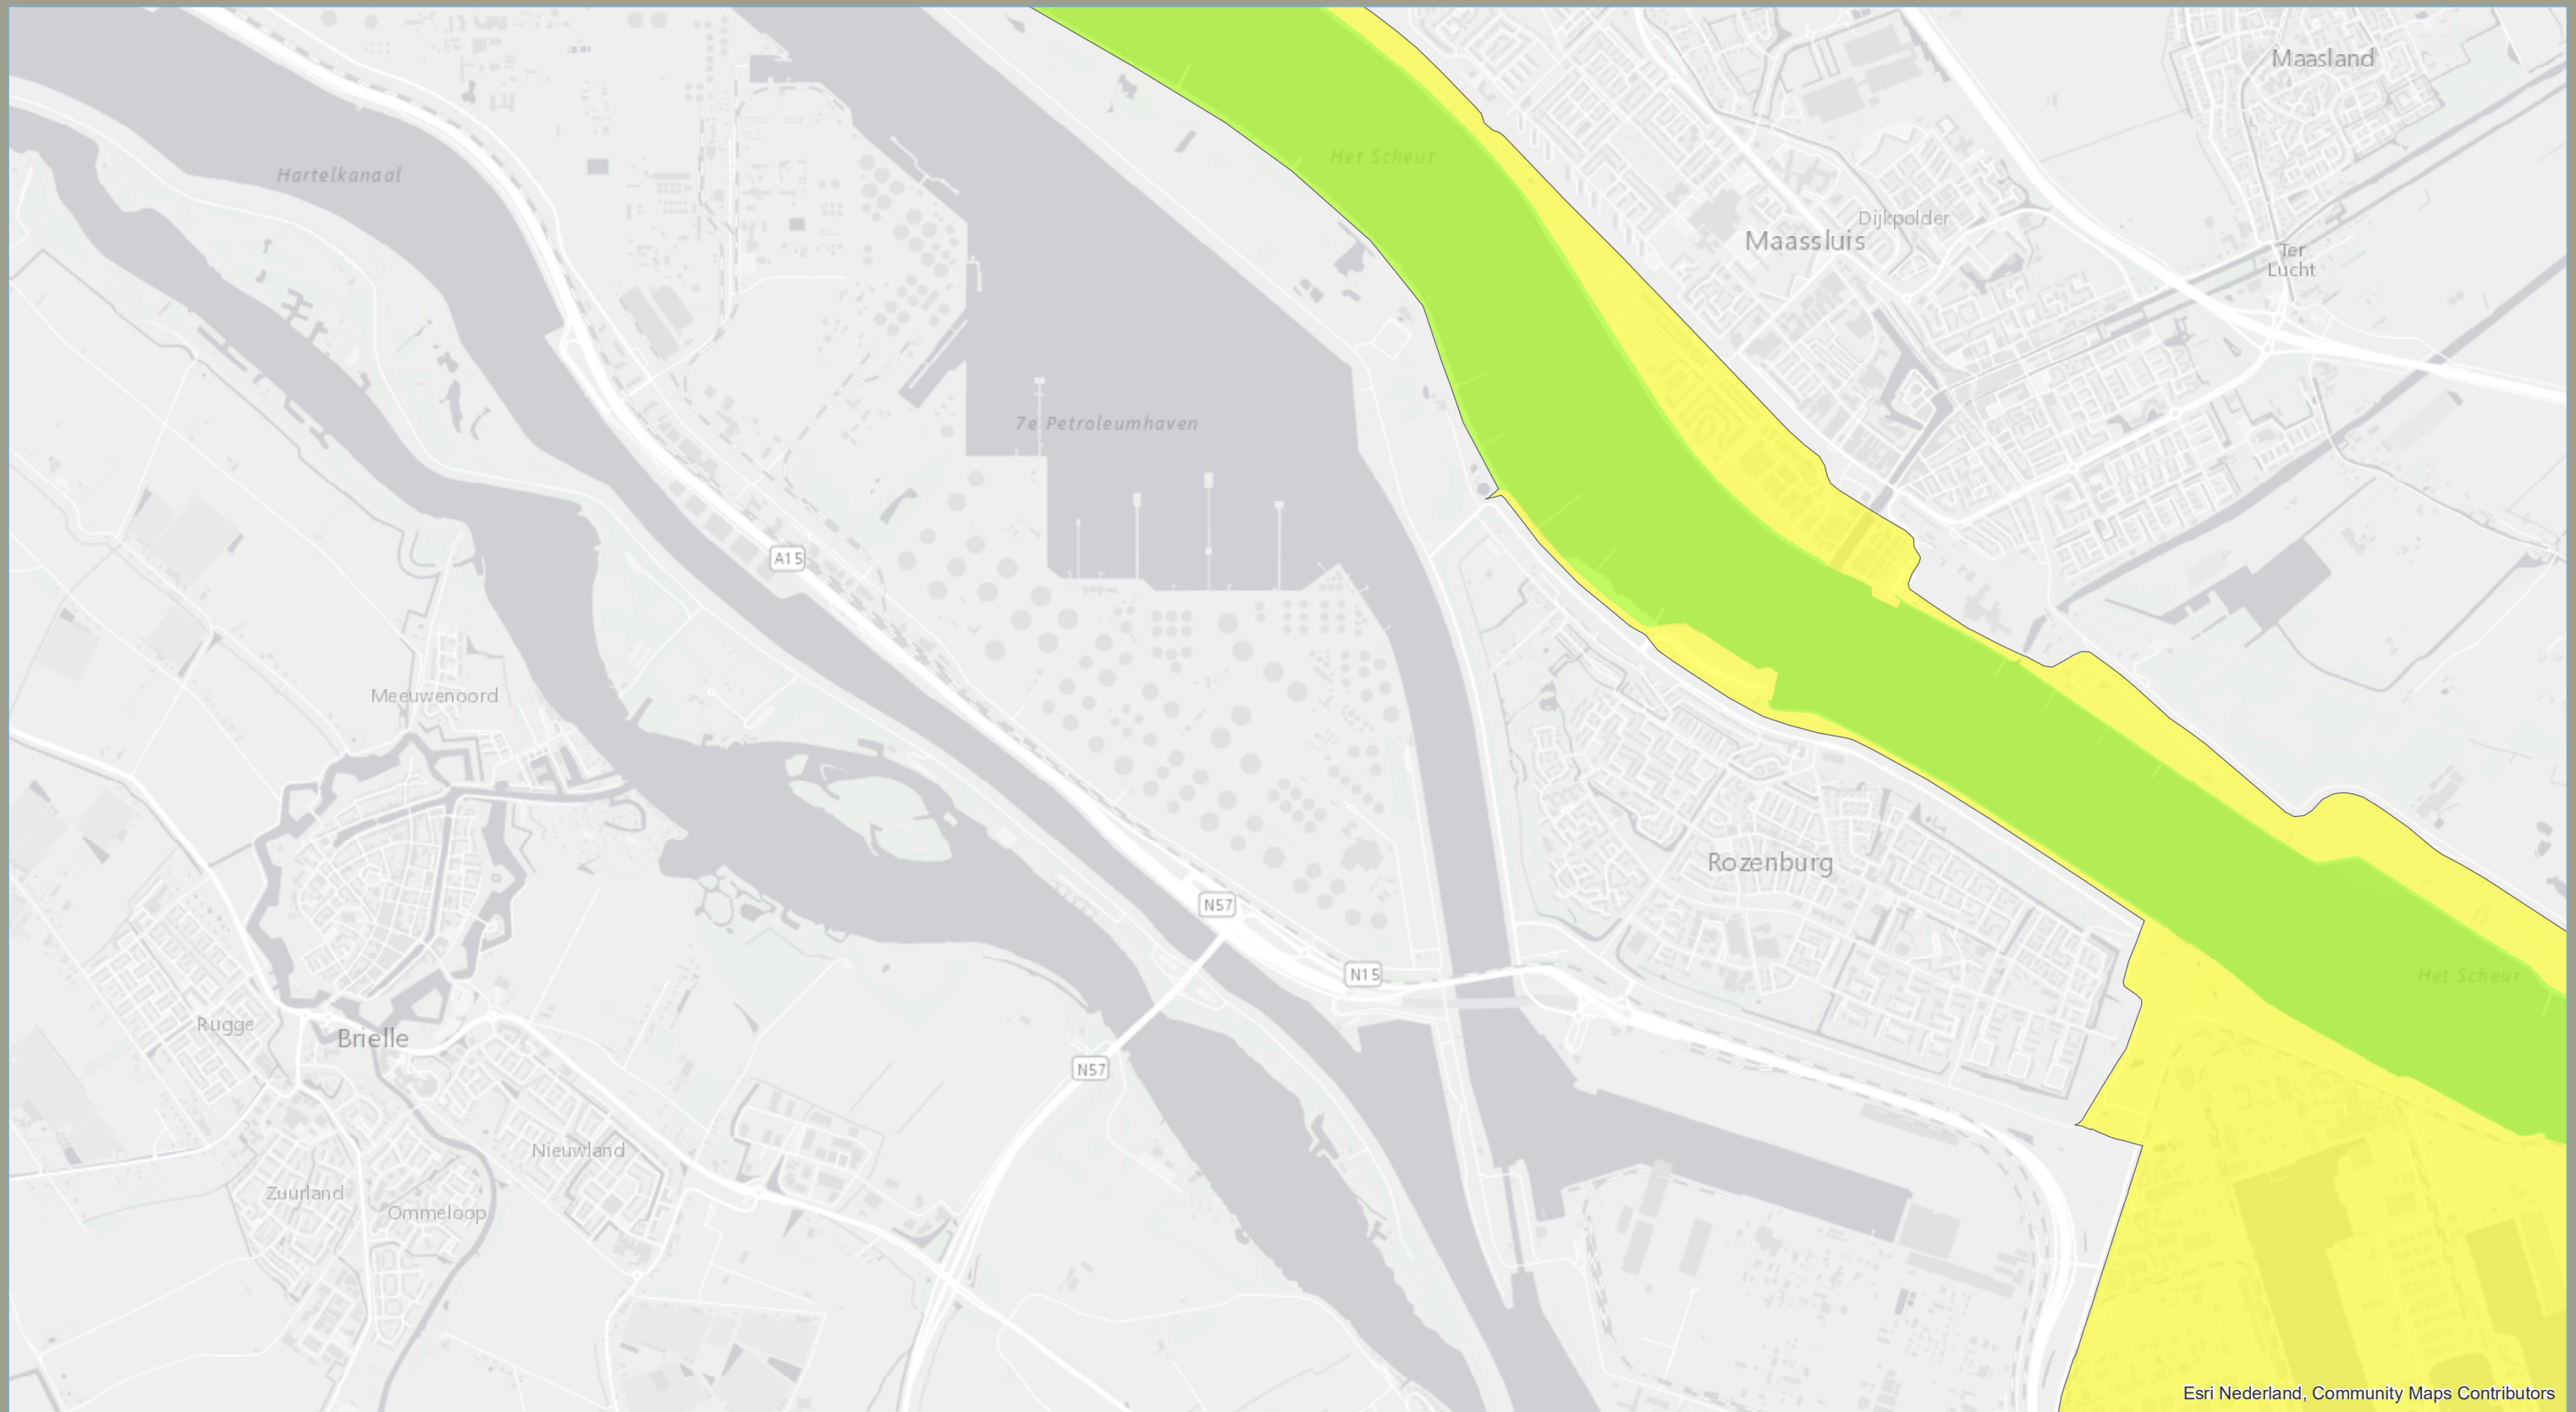 Maasland
Het Scheur
Hartelkanaal
Dijkpolder
Maassluis
Ter
Lucht
7e Petroleumhaven
A15
Meeuwenoord
Rozenburg
N57
N15
Het Scheur
Rugge
Brielle
N57
Nieuwland
Zuurland
Ommeloop
Esri Nederland, Community Maps Contributors